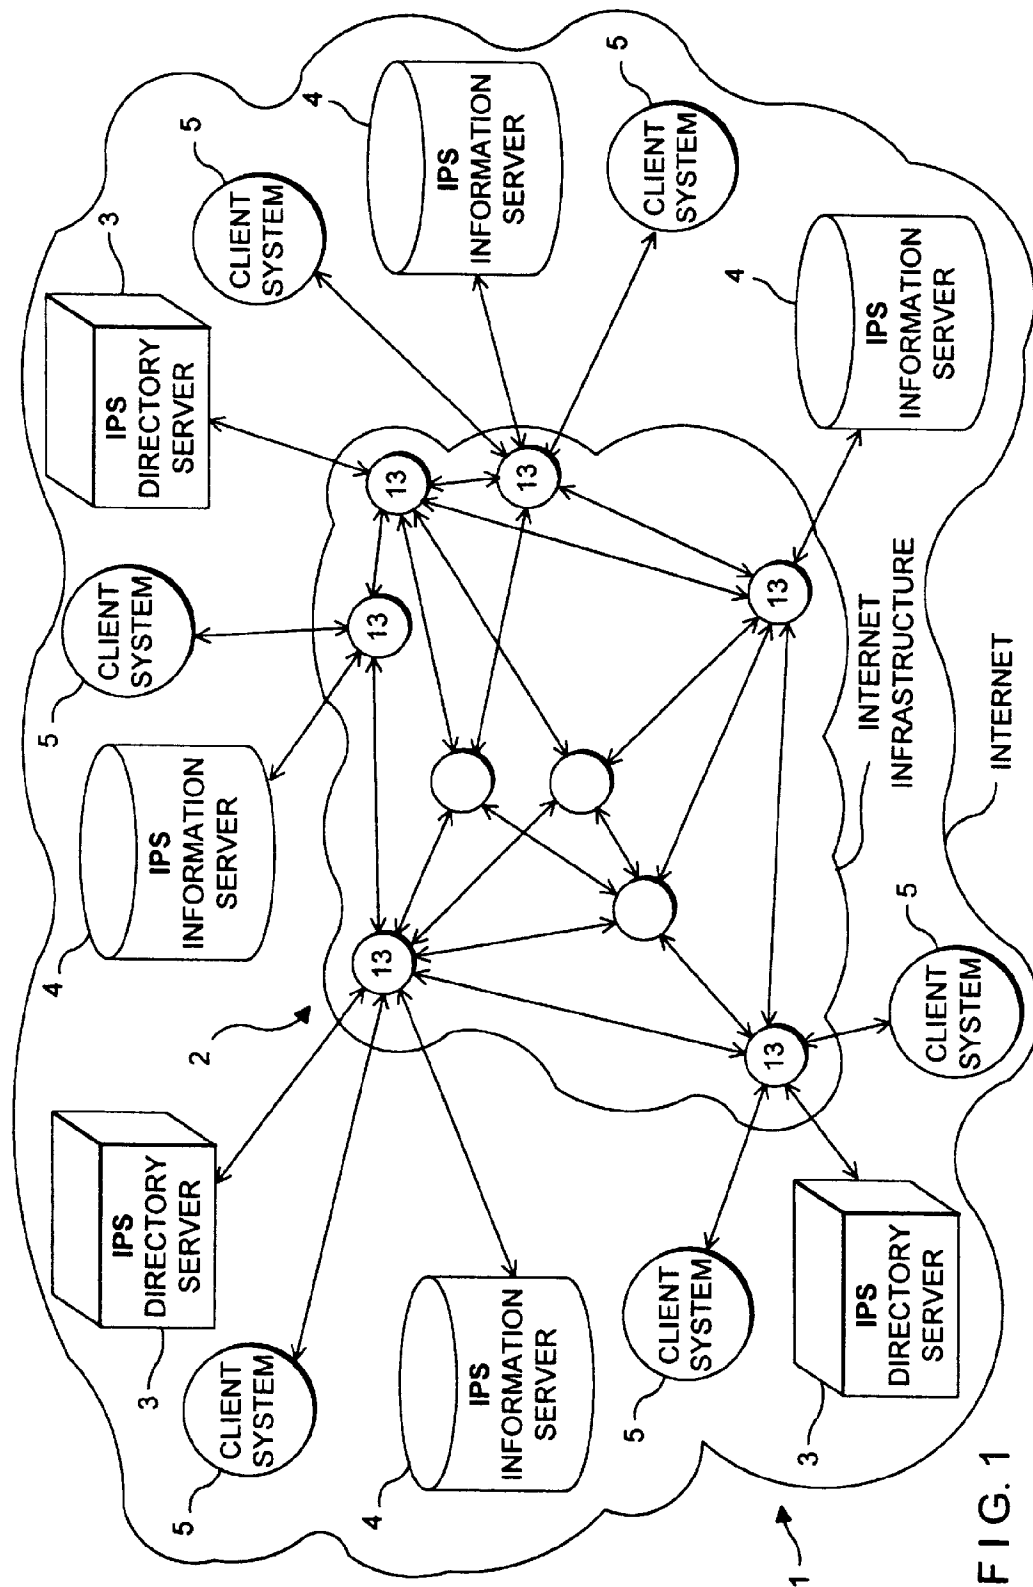 3
IPS
DIRECTORY
SERVER
5
CLIENT
SYSTEM
4
IPS
INFORMATION
SERVER
5
CLIENT
SYSTEM
3
IPS
DIRECTORY
SERVER
5
CLIENT
SYSTEM
4
IPS
INFORMATION
SERVER
5
CLIENT
SYSTEM
4
IPS
INFORMATION
SERVER
2
13
13
13
13
13
13
4
IPS
INFORMATION
SERVER
5
CLIENT
SYSTEM
3
IPS
DIRECTORY
SERVER
5
CLIENT
SYSTEM
INTERNET
INFRASTRUCTURE
INTERNET
1
FIG. 1